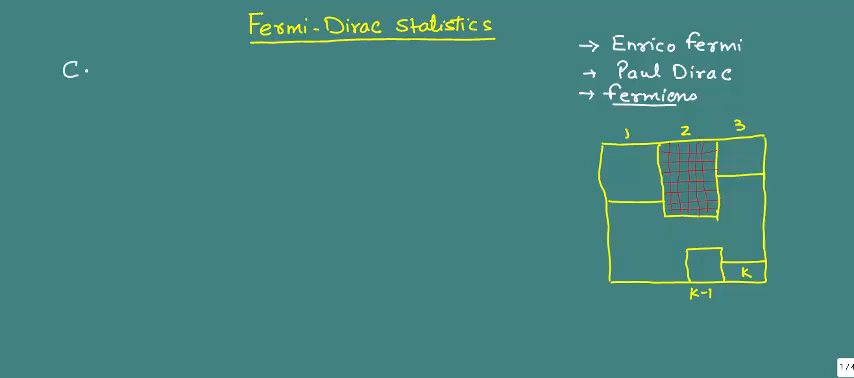 Fermi-Dirac Statistics
→ Enrico fermi
C.
→ Paul Dirac
→ fermions
1 2 3
K
K-1